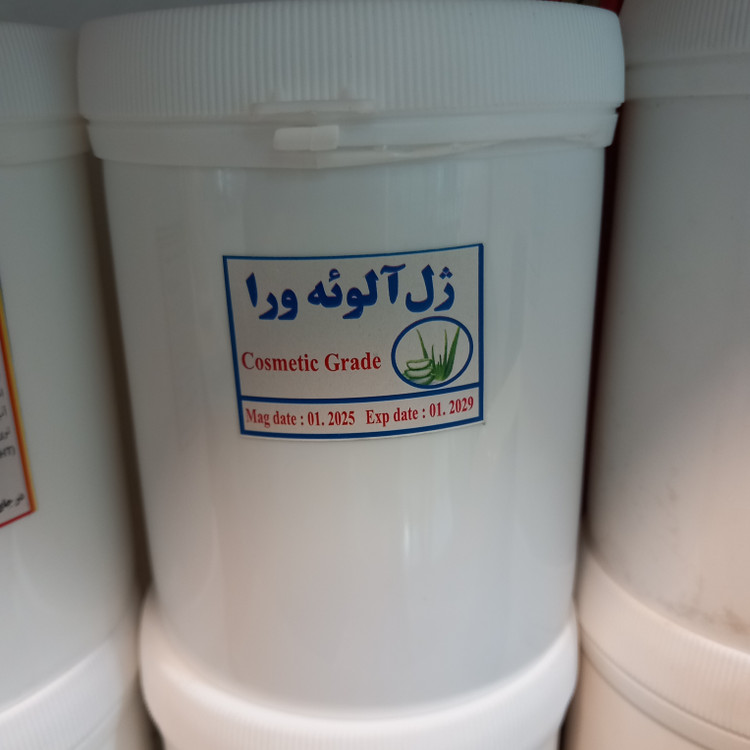 ژل آلوئه ورا
Cosmetic Grade
Mag date : 01. 2025 Exp date : 01. 2029